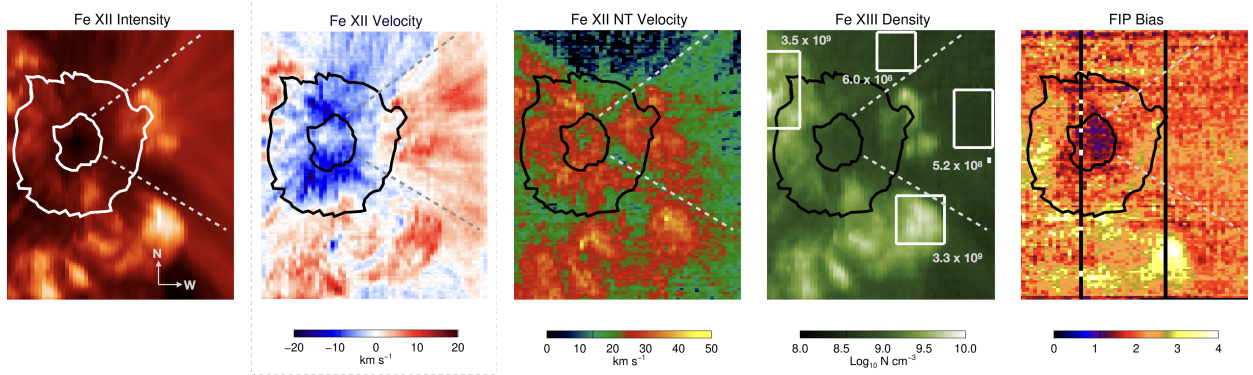 Fe XII Intensity
Fe XII Velocity
Fe XII NT Velocity
Fe XIII Density
FIP Bias
3.5 x 10⁹
6.0 x 10⁸
5.2 x 10⁸
3.3 x 10⁹
N
W
−20 −10 0 10 20
km s⁻¹
0 10 20 30 40 50
km s⁻¹
8.0 8.5 9.0 9.5 10.0
Log₁₀ N cm⁻³
0 1 2 3 4